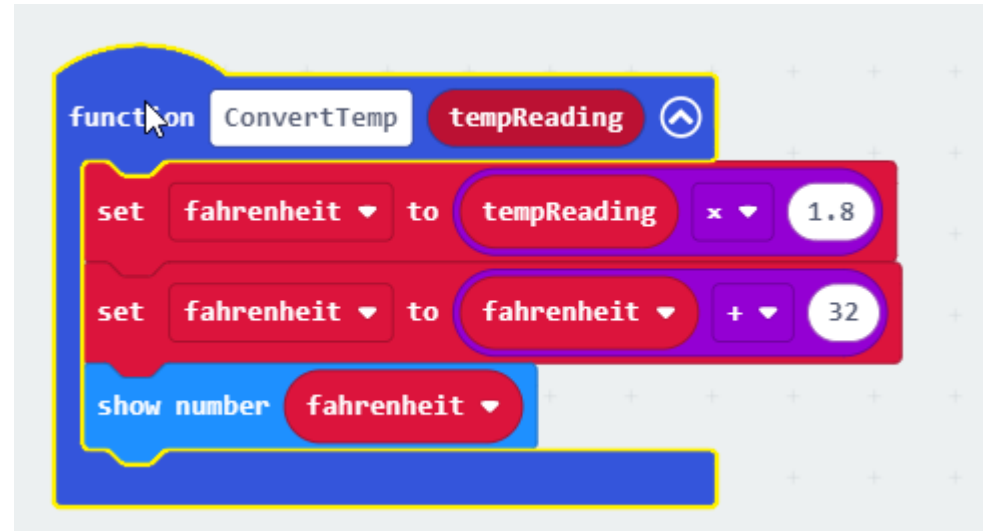 function ConvertTemp tempReading
set fahrenheit to tempReading x 1.8
set fahrenheit to fahrenheit + 32
show number fahrenheit